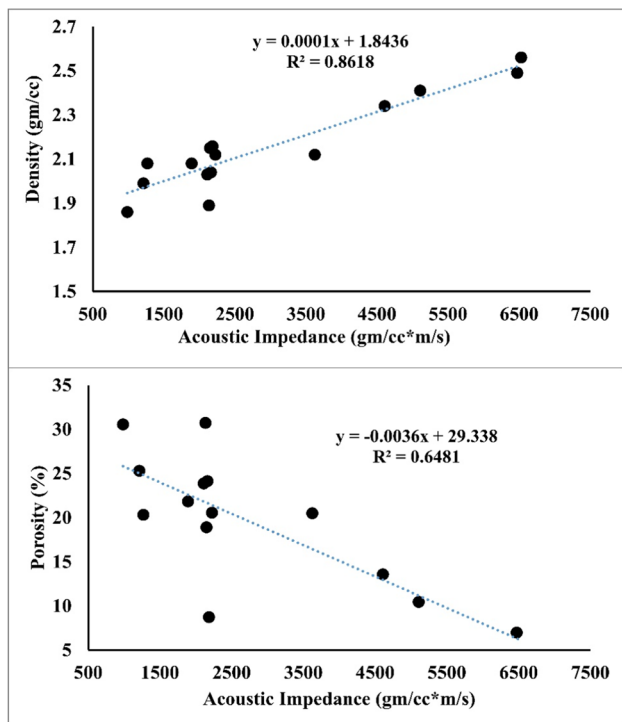 2.7
2.5
2.3
2.1
1.9
1.7
1.5
Density (gm/cc)
y = 0.0001x + 1.8436
R² = 0.8618
500 1500 2500 3500 4500 5500 6500 7500
Acoustic Impedance (gm/cc*m/s)
35
30
25
20
15
10
5
Porosity (%)
y = -0.0036x + 29.338
R² = 0.6481
500 1500 2500 3500 4500 5500 6500 7500
Acoustic Impedance (gm/cc*m/s)